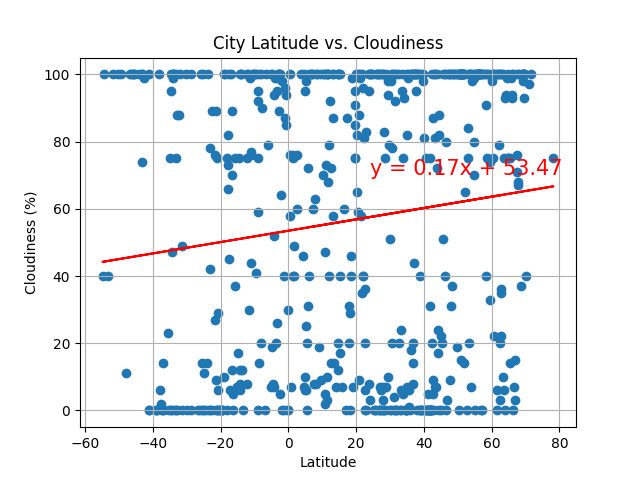 City Latitude vs. Cloudiness
100
80
y = 0.17x + 53.47
60
40
20
0
Cloudiness (%)
−60 −40 −20 0 20 40 60 80
Latitude